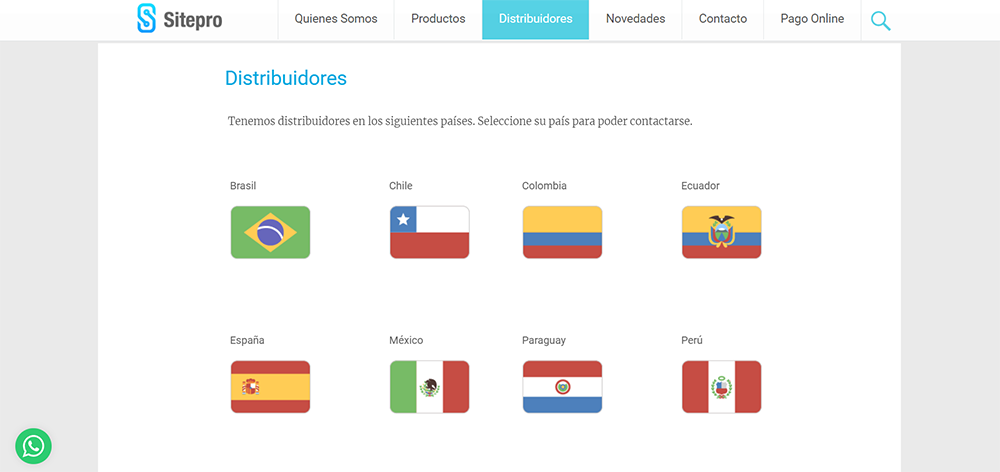 Sitepro
Quienes Somos
Productos
Distribuidores
Novedades
Contacto
Pago Online
Distribuidores
Tenemos distribuidores en los siguientes países. Seleccione su país para poder contactarse.
Brasil
Chile
Colombia
Ecuador
España
México
Paraguay
Perú